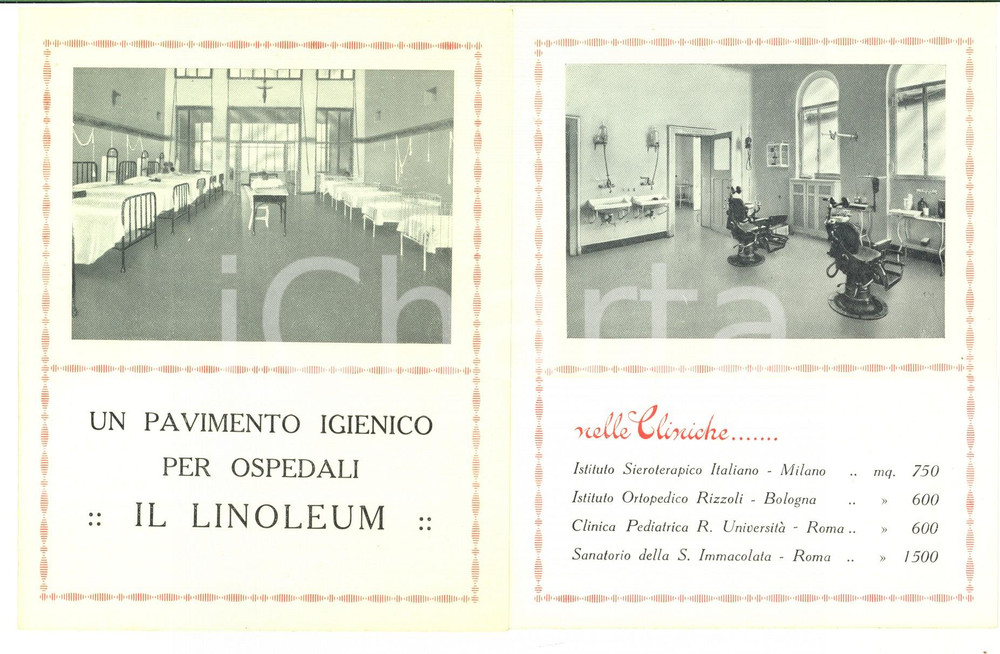 UN PAVIMENTO IGIENICO
PER OSPEDALI
:: IL LINOLEUM ::
nelle Cliniche.......
Istituto Sieroterapico Italiano - Milano .. mq. 750
Istituto Ortopedico Rizzoli - Bologna .. » 600
Clinica Pediatrica R. Università - Roma .. » 600
Sanatorio della S. Immacolata - Roma .. » 1500
iCharta